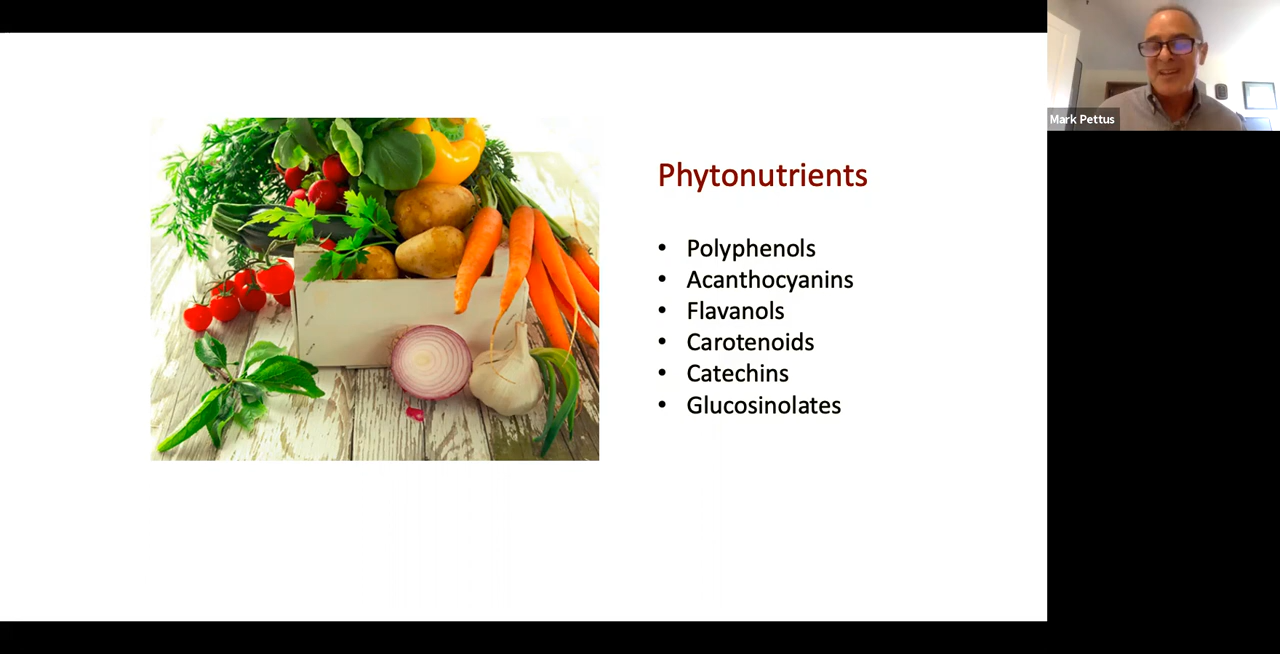 Mark Pettus
Phytonutrients
• Polyphenols
• Acanthocyanins
• Flavanols
• Carotenoids
• Catechins
• Glucosinolates